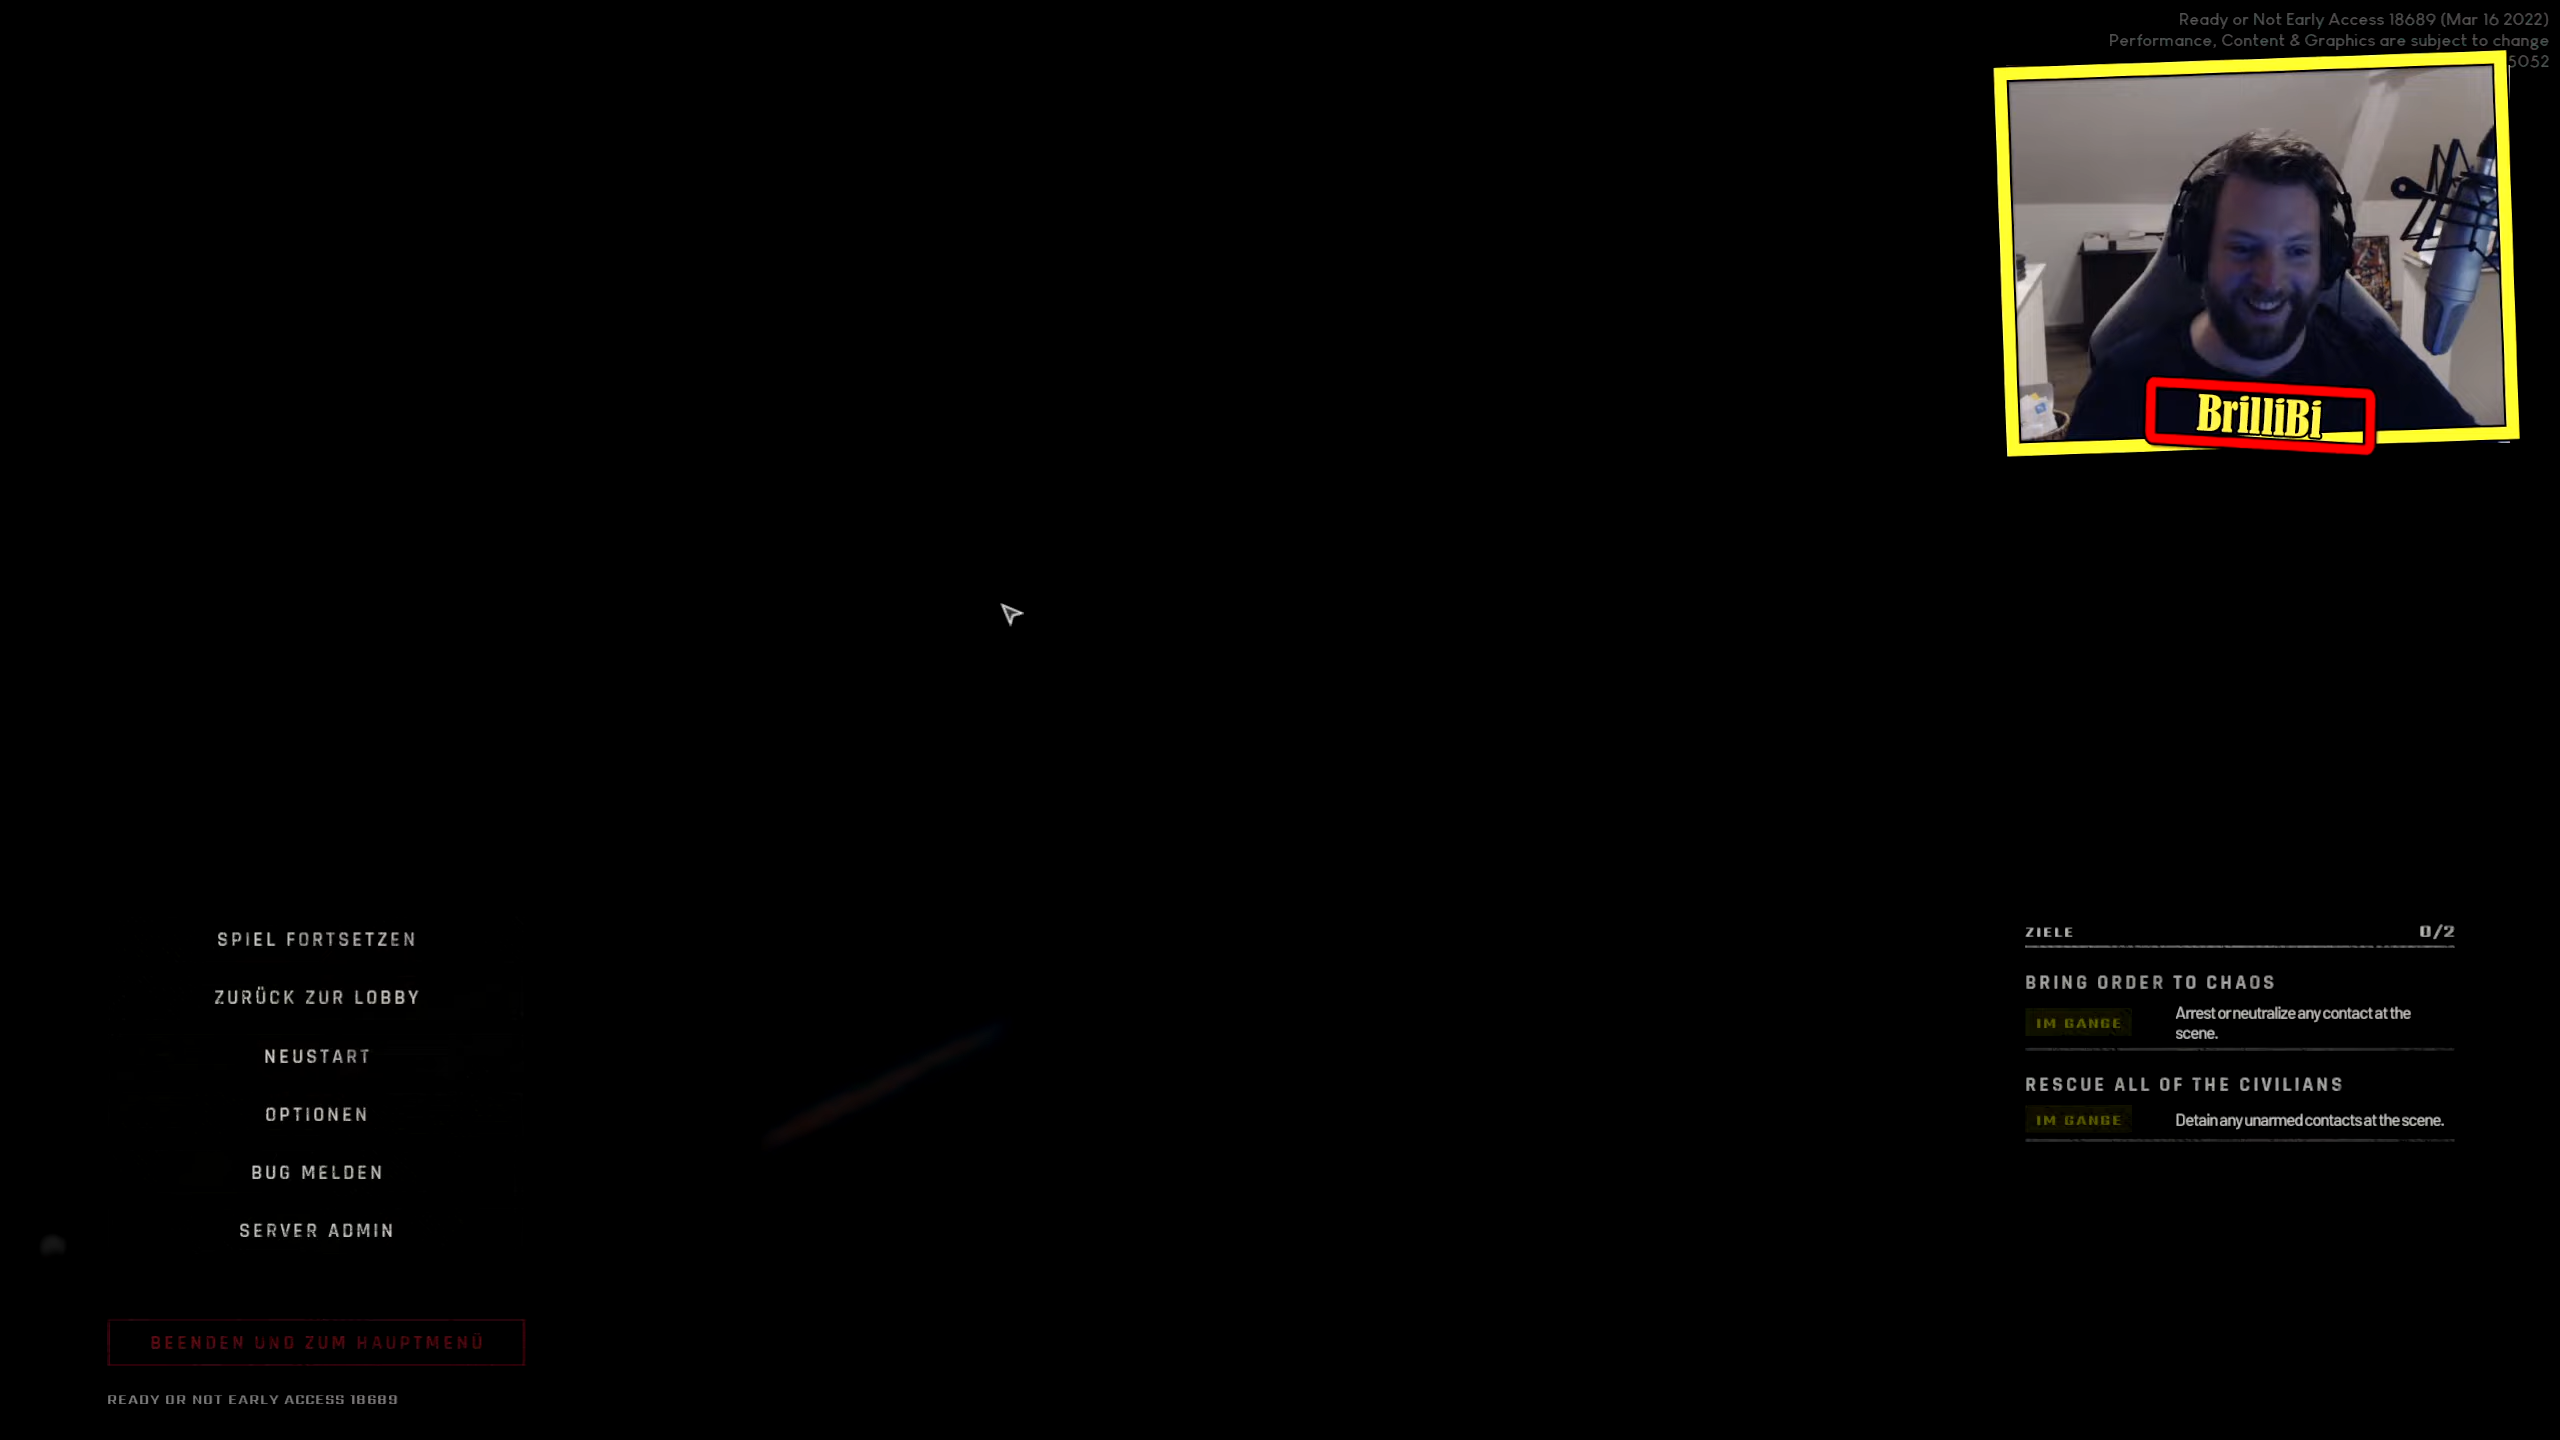 Ready or Not Early Access 18689 (Mar 16 2022)
Performance, Content & Graphics are subject to change
5052
BrilliBi
SPIEL FORTSETZEN
ZURÜCK ZUR LOBBY
NEUSTART
OPTIONEN
BUG MELDEN
SERVER ADMIN
BEENDEN UND ZUM HAUPTMENÜ
READY OR NOT EARLY ACCESS 18689
ZIELE 0/2
BRING ORDER TO CHAOS
IM GANGE Arrest or neutralize any contact at the
scene.
RESCUE ALL OF THE CIVILIANS
IM GANGE Detain any unarmed contacts at the scene.